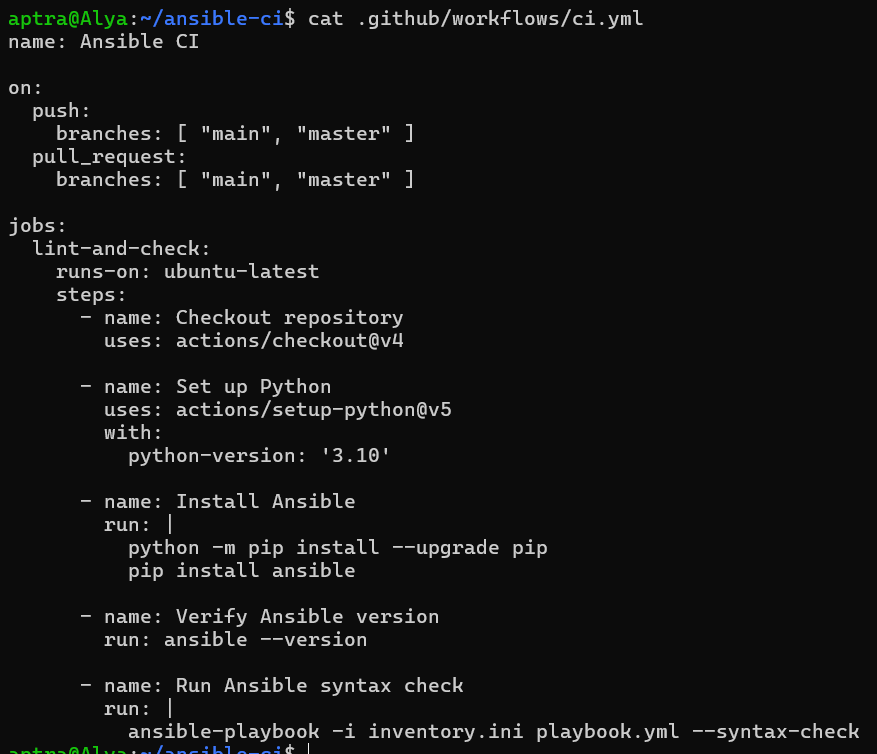 aptra@Alya:~/ansible-ci$ cat .github/workflows/ci.yml
name: Ansible CI

on:
  push:
    branches: [ "main", "master" ]
  pull_request:
    branches: [ "main", "master" ]

jobs:
  lint-and-check:
    runs-on: ubuntu-latest
    steps:
      - name: Checkout repository
        uses: actions/checkout@v4

      - name: Set up Python
        uses: actions/setup-python@v5
        with:
          python-version: '3.10'

      - name: Install Ansible
        run: |
          python -m pip install --upgrade pip
          pip install ansible

      - name: Verify Ansible version
        run: ansible --version

      - name: Run Ansible syntax check
        run: |
          ansible-playbook -i inventory.ini playbook.yml --syntax-check
aptra@Alya:~/ansible-ci$